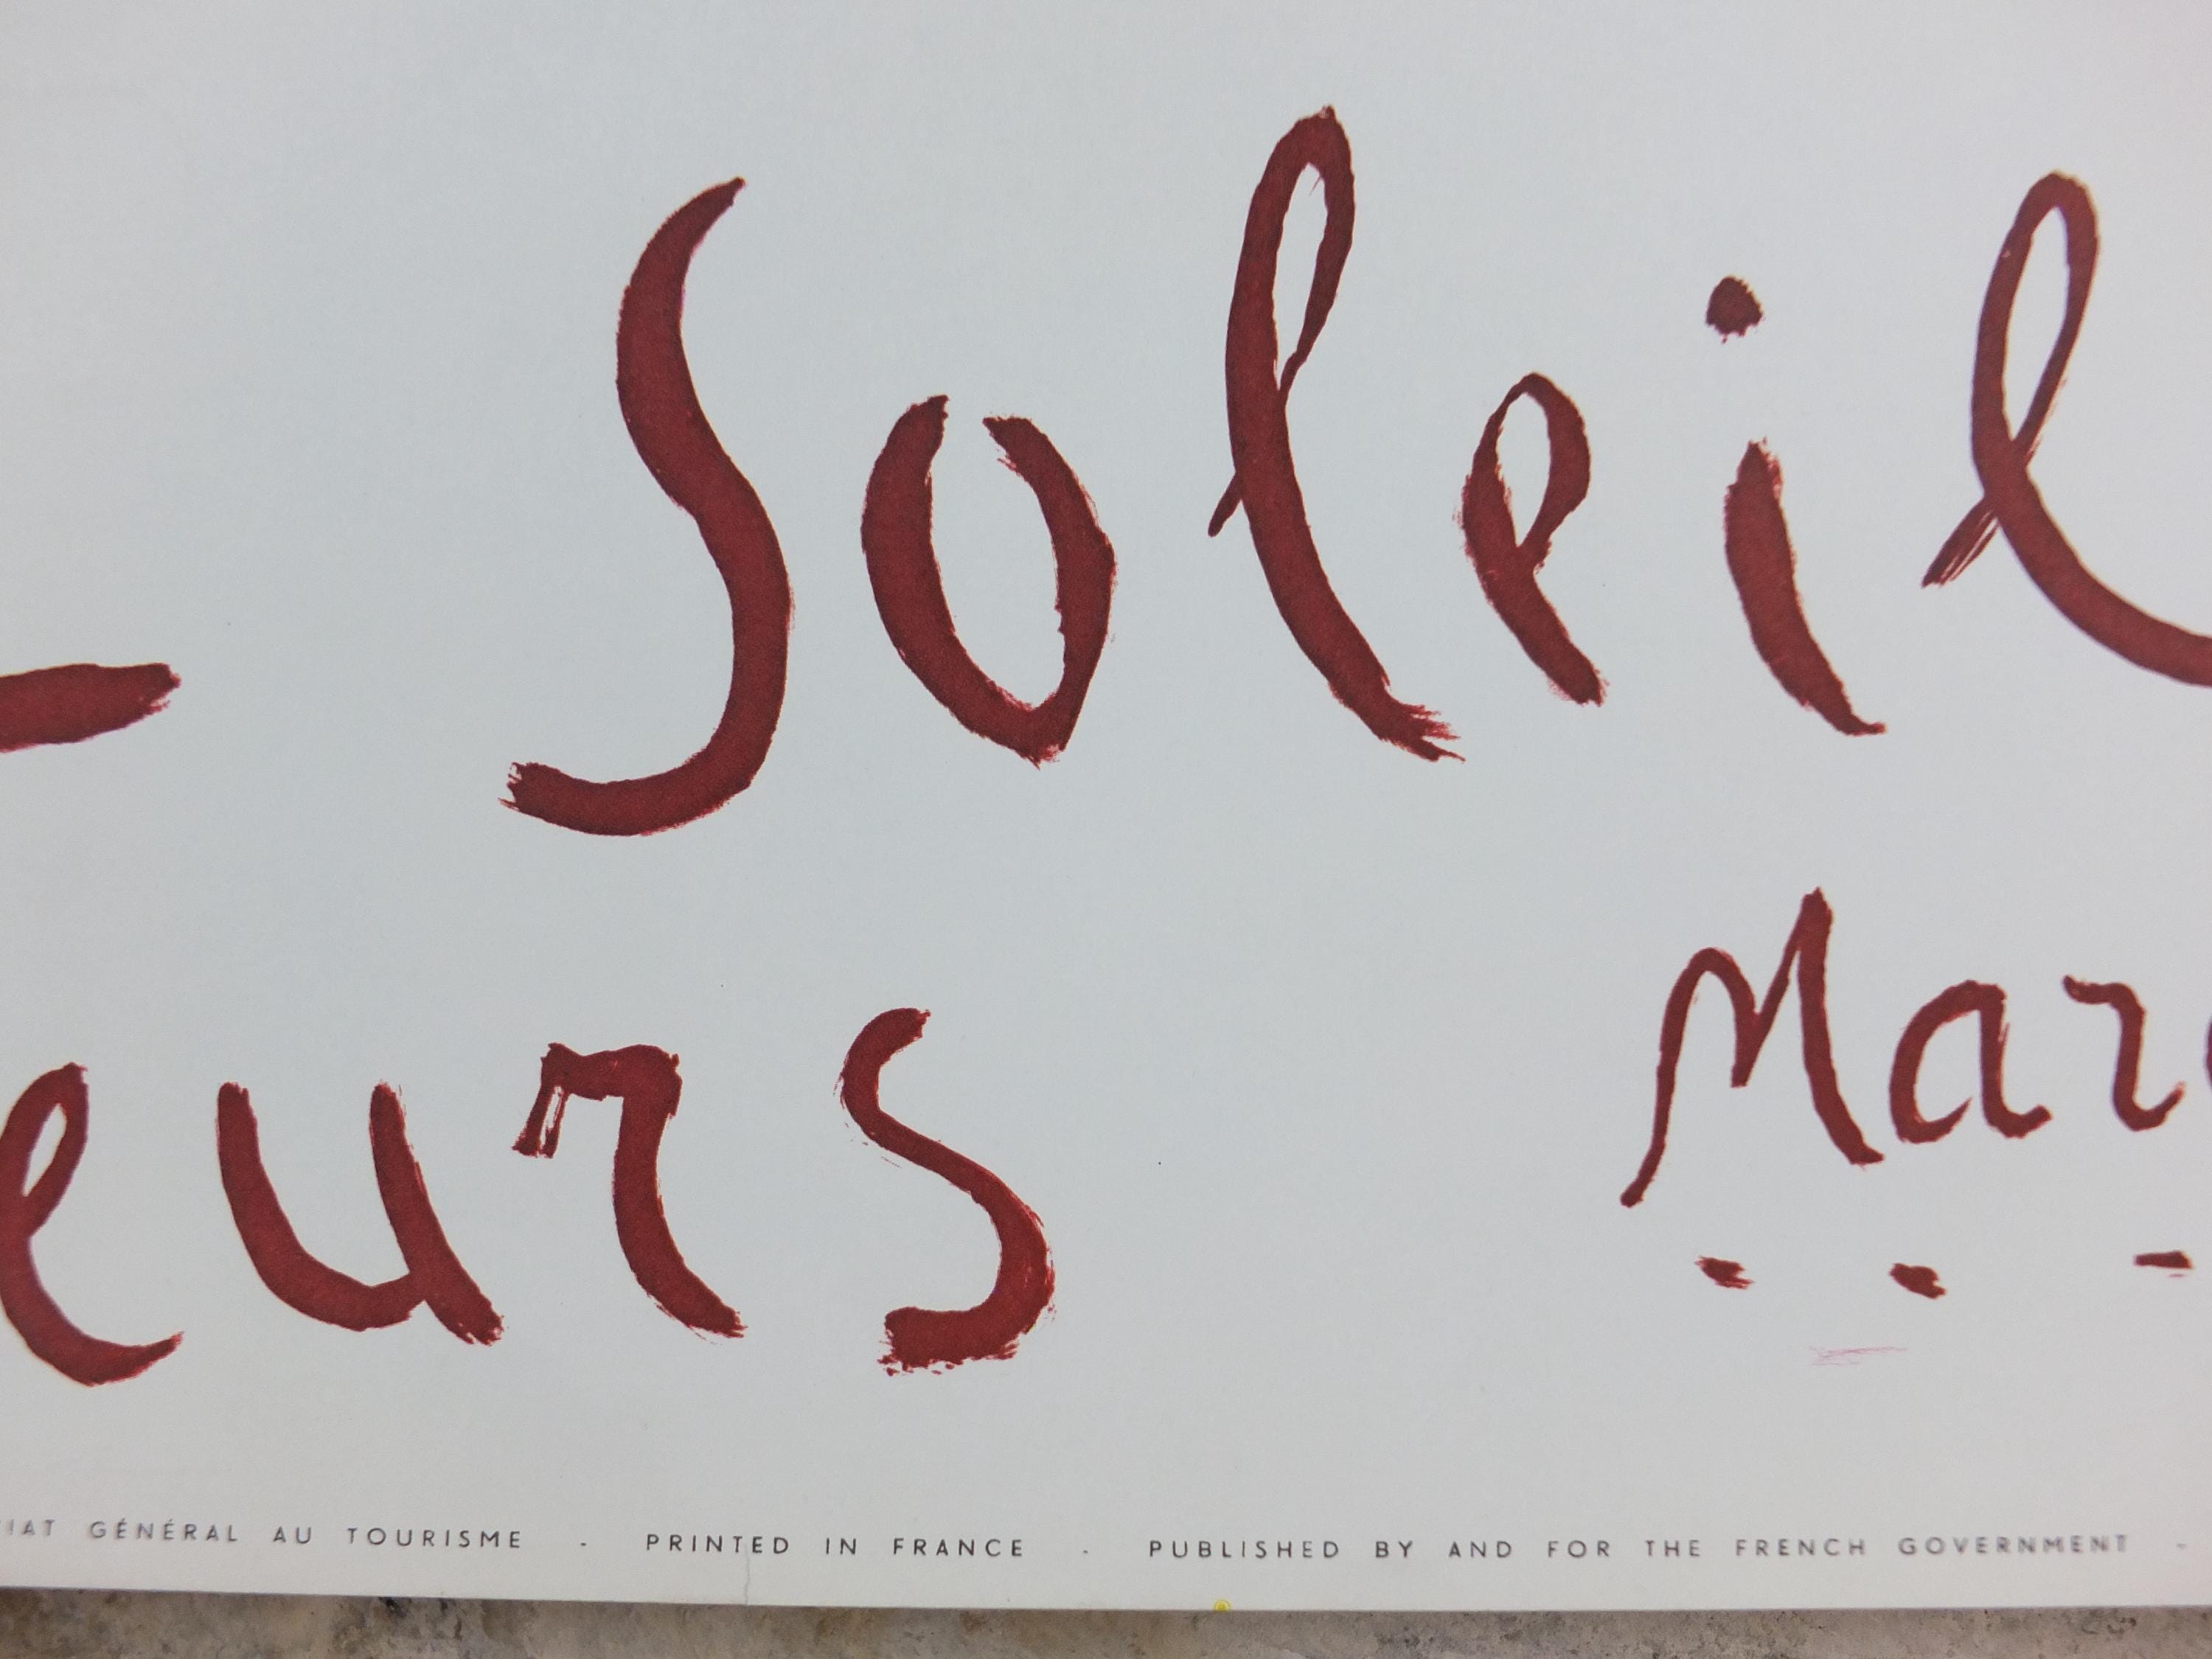 - Soleil
eurs Marc
IAT GÉNÉRAL AU TOURISME - PRINTED IN FRANCE - PUBLISHED BY AND FOR THE FRENCH GOVERNMENT -